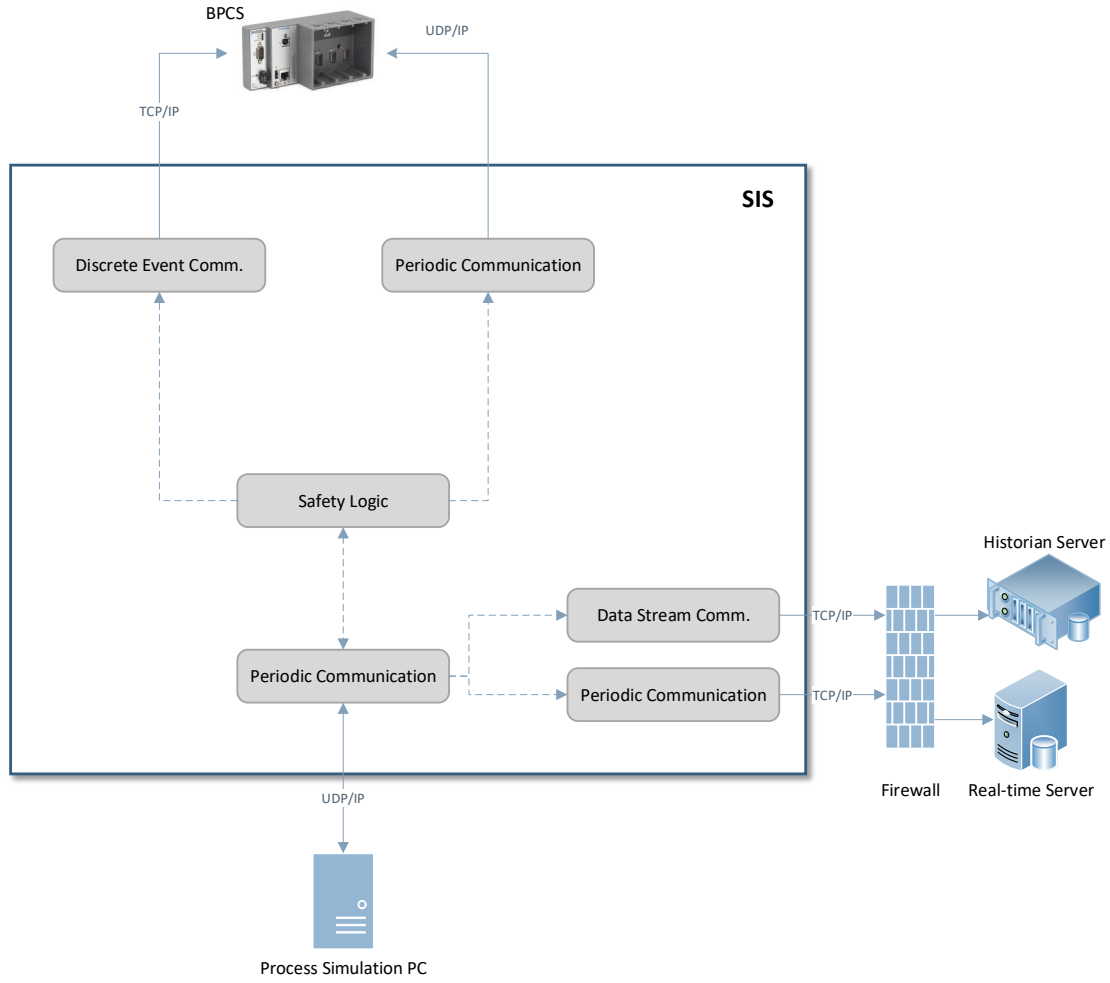 BPCS
UDP/IP
TCP/IP
SIS
Discrete Event Comm.
Periodic Communication
Safety Logic
Historian Server
Data Stream Comm.
TCP/IP
Periodic Communication
Periodic Communication
TCP/IP
Firewall
Real-time Server
UDP/IP
Process Simulation PC